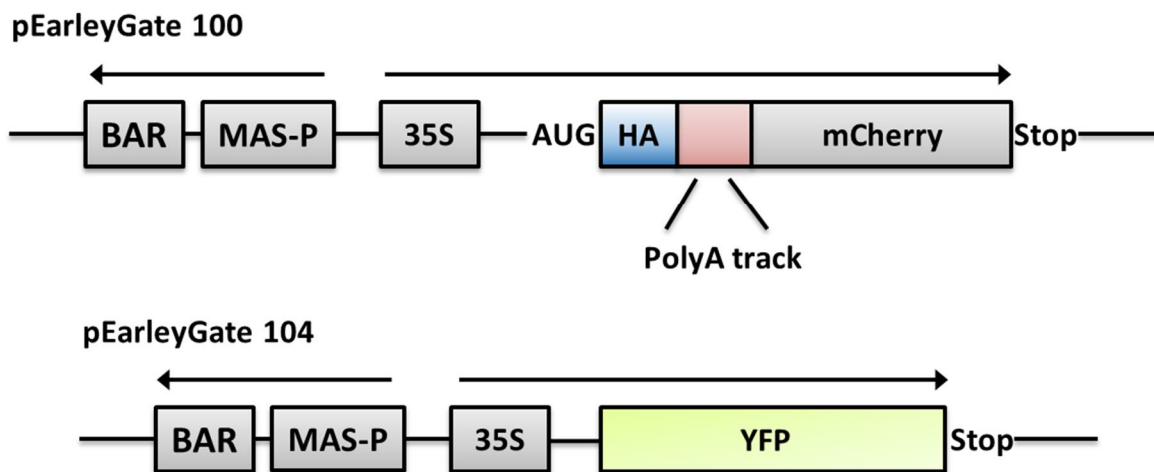 pEarleyGate 100
BAR MAS-P 35S AUG HA mCherry Stop
PolyA track
pEarleyGate 104
BAR MAS-P 35S YFP Stop